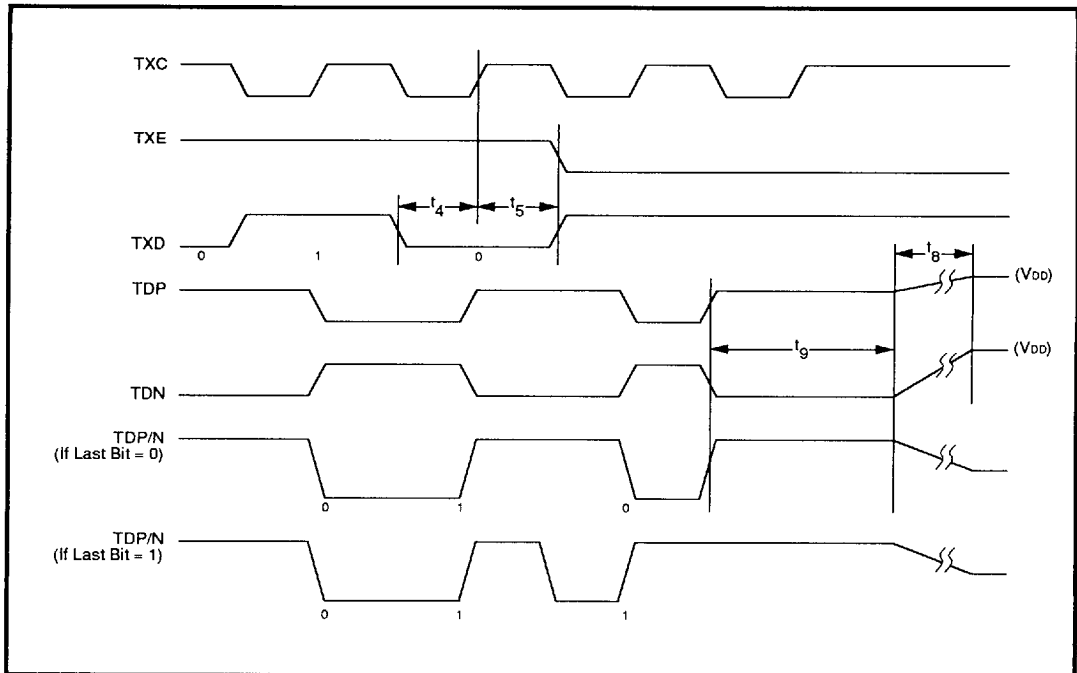 TXC
TXE
t4 t5
TXD
0 1 0
t8
TDP
(VDD)
t9
(VDD)
TDN
TDP/N
(If Last Bit = 0)
0 1 0
TDP/N
(If Last Bit = 1)
0 1 1